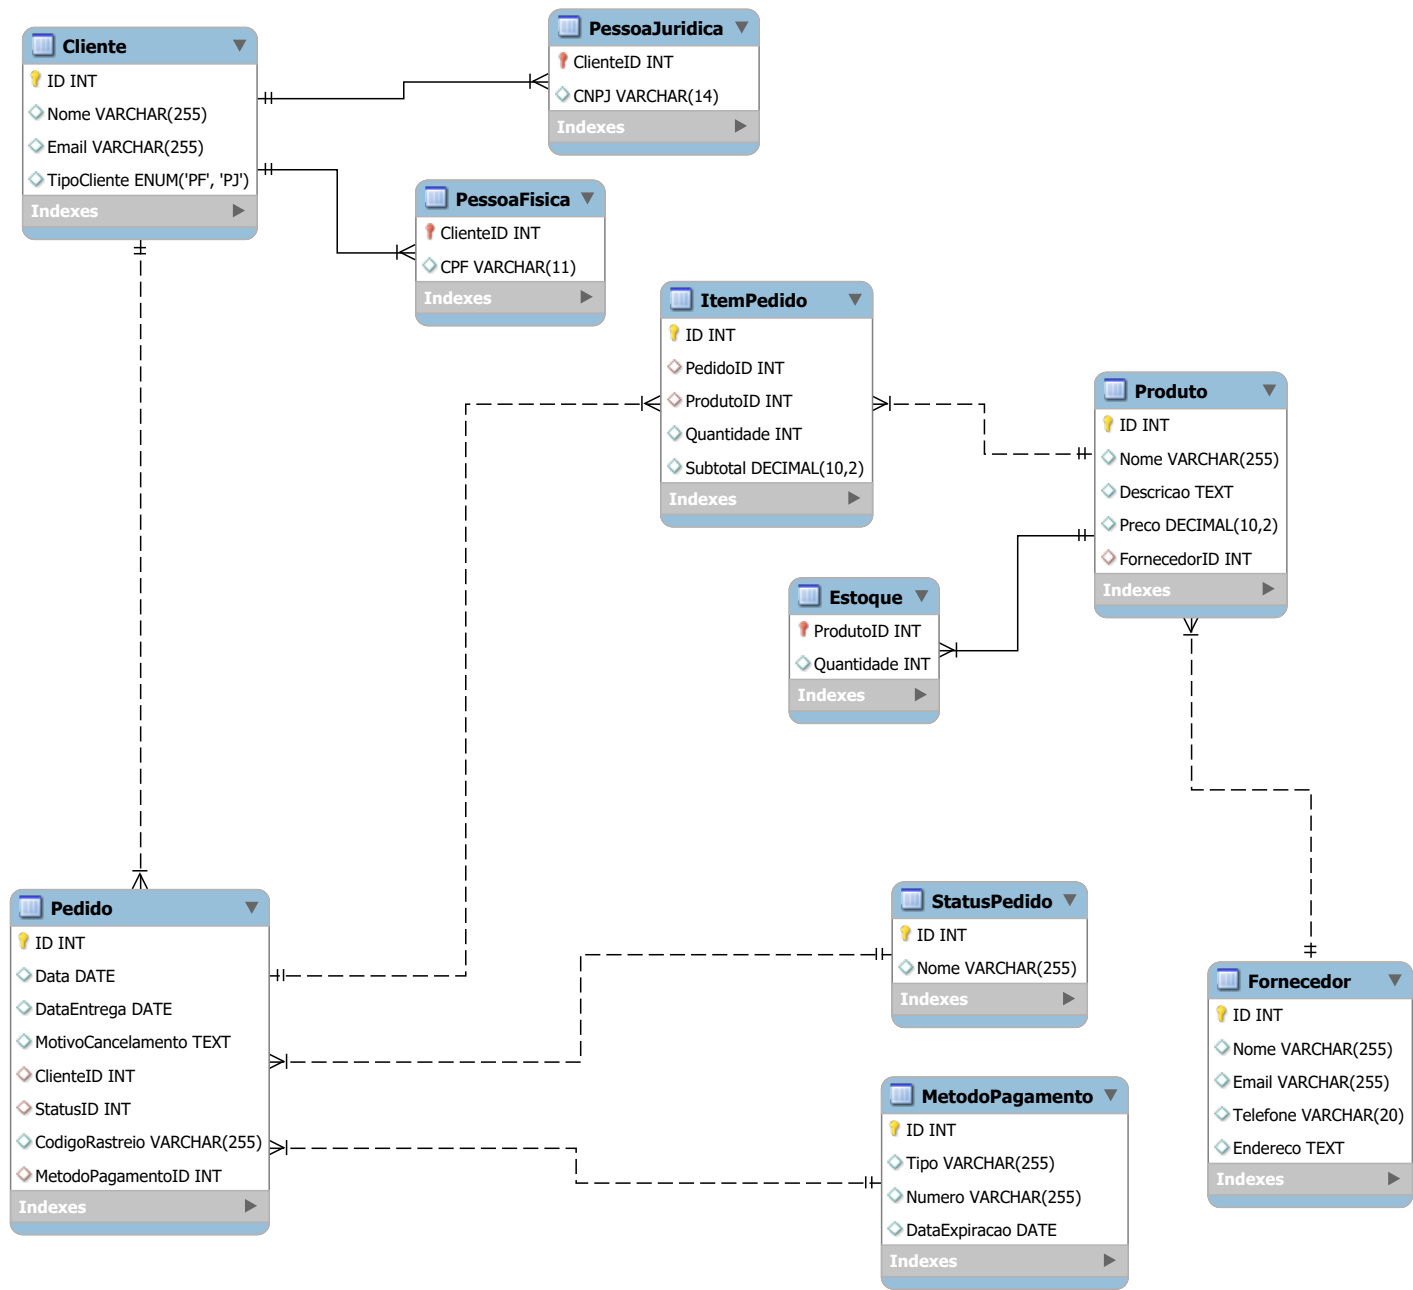 Cliente
ID INT
Nome VARCHAR(255)
Email VARCHAR(255)
TipoCliente ENUM('PF', 'PJ')
Indexes
PessoaJuridica
ClienteID INT
CNPJ VARCHAR(14)
Indexes
PessoaFisica
ClienteID INT
CPF VARCHAR(11)
Indexes
ItemPedido
ID INT
PedidoID INT
ProdutoID INT
Quantidade INT
Subtotal DECIMAL(10,2)
Indexes
Produto
ID INT
Nome VARCHAR(255)
Descricao TEXT
Preco DECIMAL(10,2)
FornecedorID INT
Indexes
Estoque
ProdutoID INT
Quantidade INT
Indexes
Pedido
ID INT
Data DATE
DataEntrega DATE
MotivoCancelamento TEXT
ClienteID INT
StatusID INT
CodigoRastreio VARCHAR(255)
MetodoPagamentoID INT
Indexes
StatusPedido
ID INT
Nome VARCHAR(255)
Indexes
MetodoPagamento
ID INT
Tipo VARCHAR(255)
Numero VARCHAR(255)
DataExpiracao DATE
Indexes
Fornecedor
ID INT
Nome VARCHAR(255)
Email VARCHAR(255)
Telefone VARCHAR(20)
Endereco TEXT
Indexes